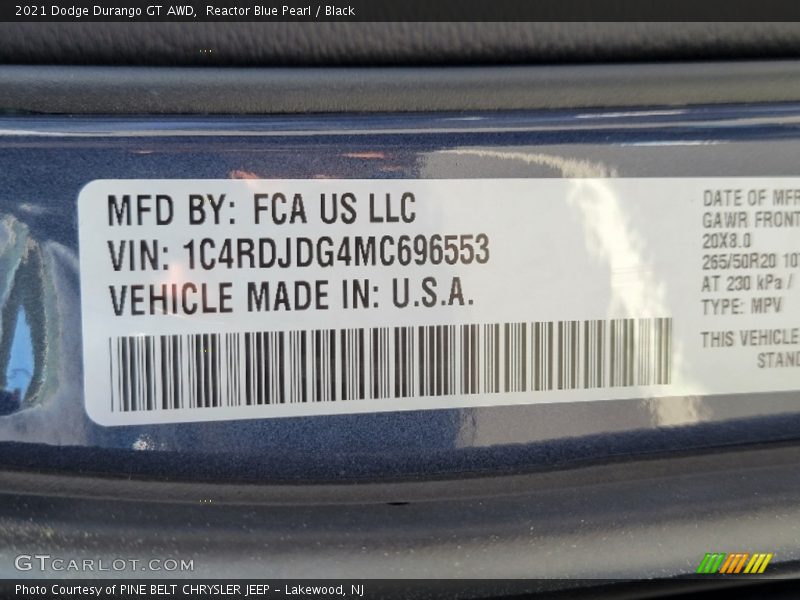 2021 Dodge Durango GT AWD,  Reactor Blue Pearl / Black
MFD BY: FCA US LLC
VIN: 1C4RDJDG4MC696553
VEHICLE MADE IN: U.S.A.
DATE OF MFR
GAWR FRONT
20X8.0
265/50R20 10
AT 230 kPa /
TYPE: MPV
THIS VEHICLE
STAND
GTCARLOT.COM
Photo Courtesy of PINE BELT CHRYSLER JEEP – Lakewood, NJ